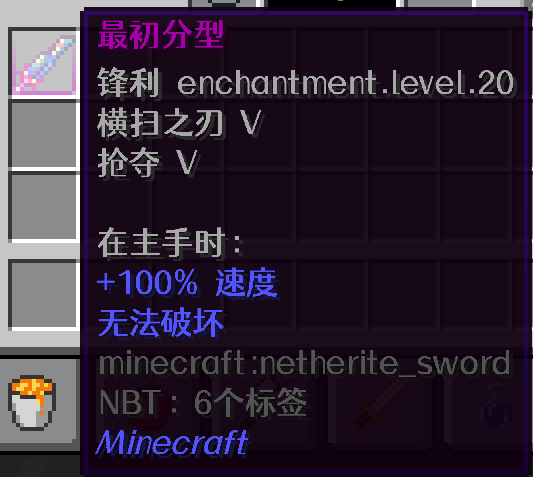 最初分型
锋利 enchantment.level.20
横扫之刃 V
抢夺 V
在主手时:
+100% 速度
无法破坏
minecraft:netherite_sword
NBT: 6个标签
Minecraft